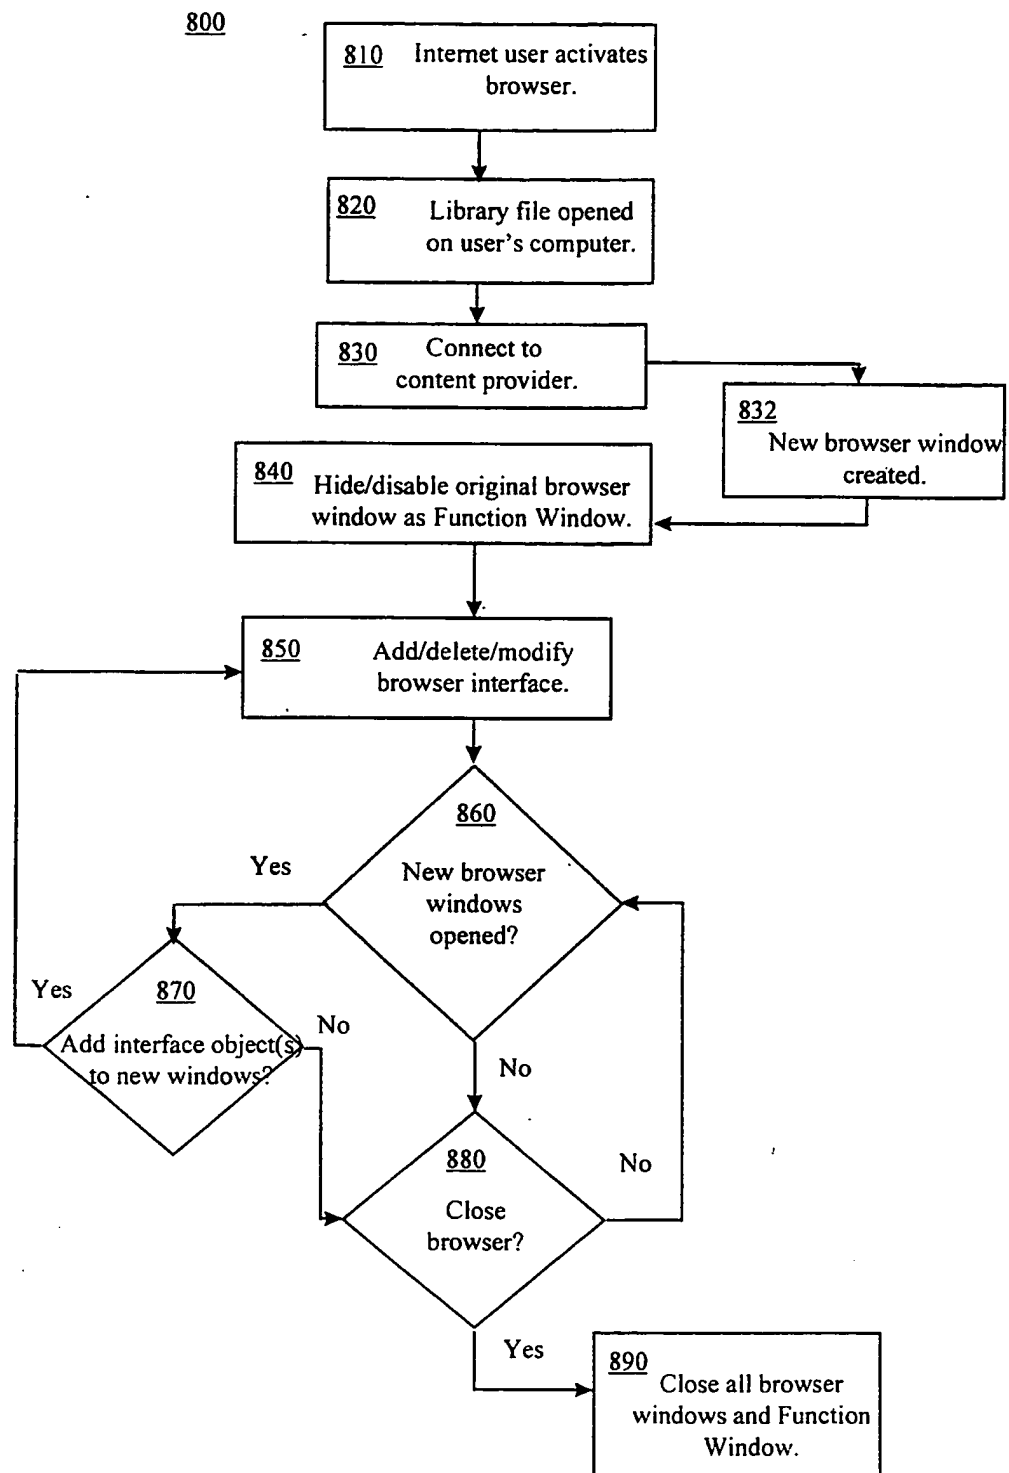 800
810 Internet user activates
browser.
820 Library file opened
on user's computer.
830 Connect to
content provider.
832
New browser window
created.
840 Hide/disable original browser
window as Function Window.
850 Add/delete/modify
browser interface.
860
New browser
windows
opened?
Yes
870
Yes
Add interface object(s)
to new windows?
No
No
880
Close
browser?
No
Yes
890
Close all browser
windows and Function
Window.